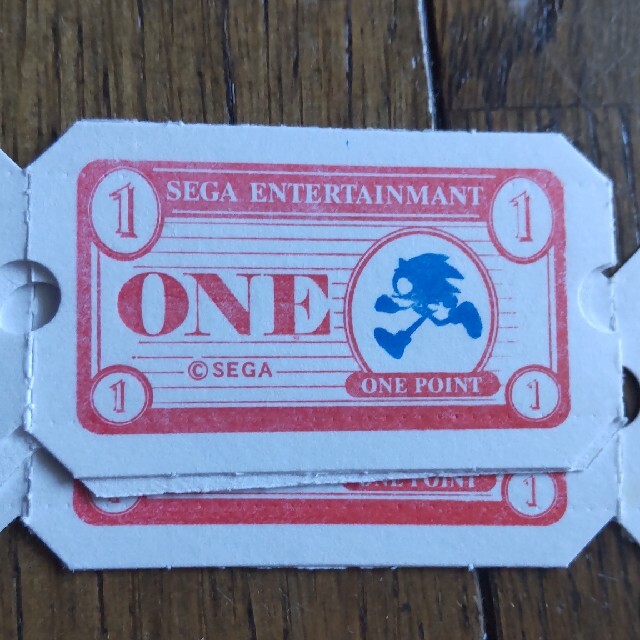 1 SEGA ENTERTAINMANT 1
ONE
©SEGA
1 ONE POINT 1
ONE POINT 1